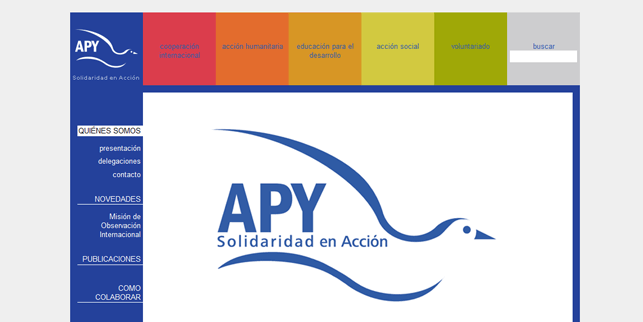 APY
Solidaridad en Acción
cooperación
internacional
acción humanitaria
educación para el
desarrollo
acción social
voluntariado
buscar
QUIÉNES SOMOS
presentación
delegaciones
contacto
NOVEDADES
Misión de
Observación
Internacional
PUBLICACIONES
COMO
COLABORAR
APY
Solidaridad en Acción